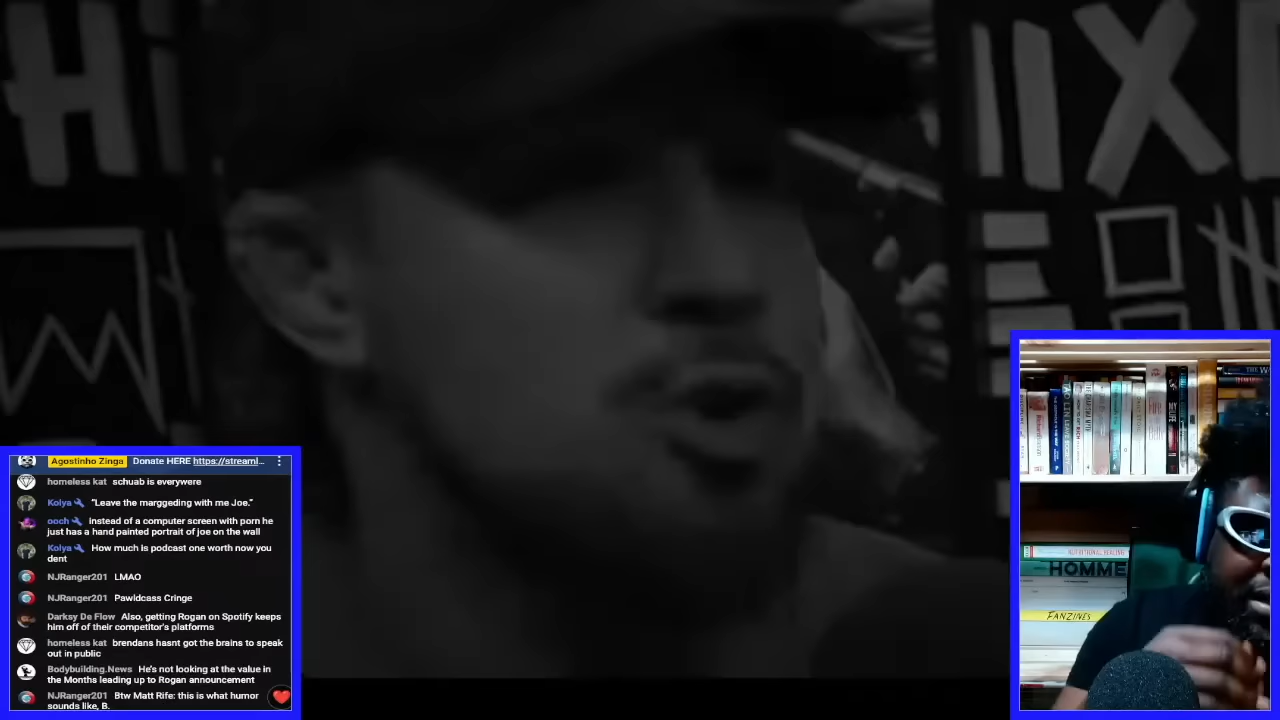 Agostinho Zinga Donate HERE https://streaml...
homeless kat schuab is everywere
Kolya "Leave the marggeding with me Joe."
ooch instead of a computer screen with porn he
just has a hand painted portrait of joe on the wall
Kolya How much is podcast one worth now you
dent
NJRanger201 LMAO
NJRanger201 Pawldcass Cringe
Darksy De Flow Also, getting Rogan on Spotify keeps
him off of their competitor's platforms
homeless kat brendans hasnt got the brains to speak
out in public
Bodybuilding.News He's not looking at the value in
the Months leading up to Rogan announcement
NJRanger201 Btw Matt Rife: this is what humor
sounds like, B.
HOMME
FANZINES